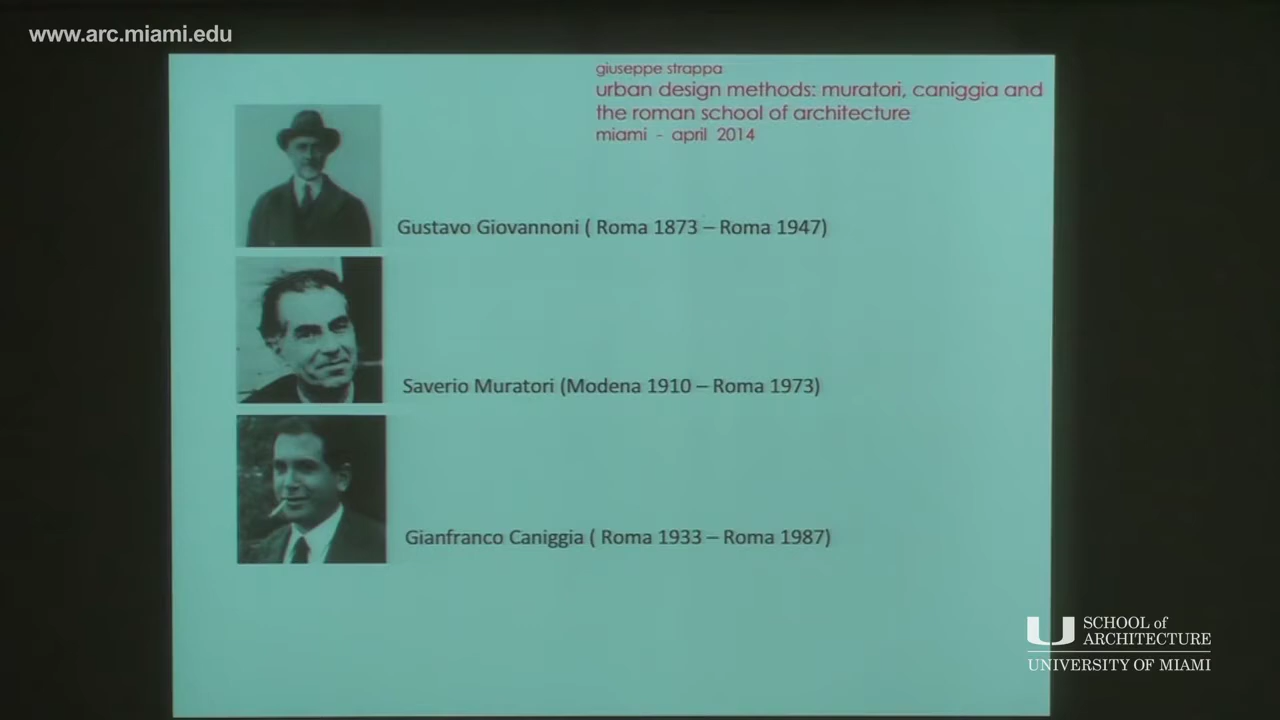 www.arc.miami.edu
giuseppe strappa
urban design methods: muratori, caniggia and
the roman school of architecture
miami - april 2014
Gustavo Giovannoni ( Roma 1873 – Roma 1947)
Saverio Muratori (Modena 1910 – Roma 1973)
Gianfranco Caniggia ( Roma 1933 – Roma 1987)
U SCHOOL of
ARCHITECTURE
UNIVERSITY OF MIAMI